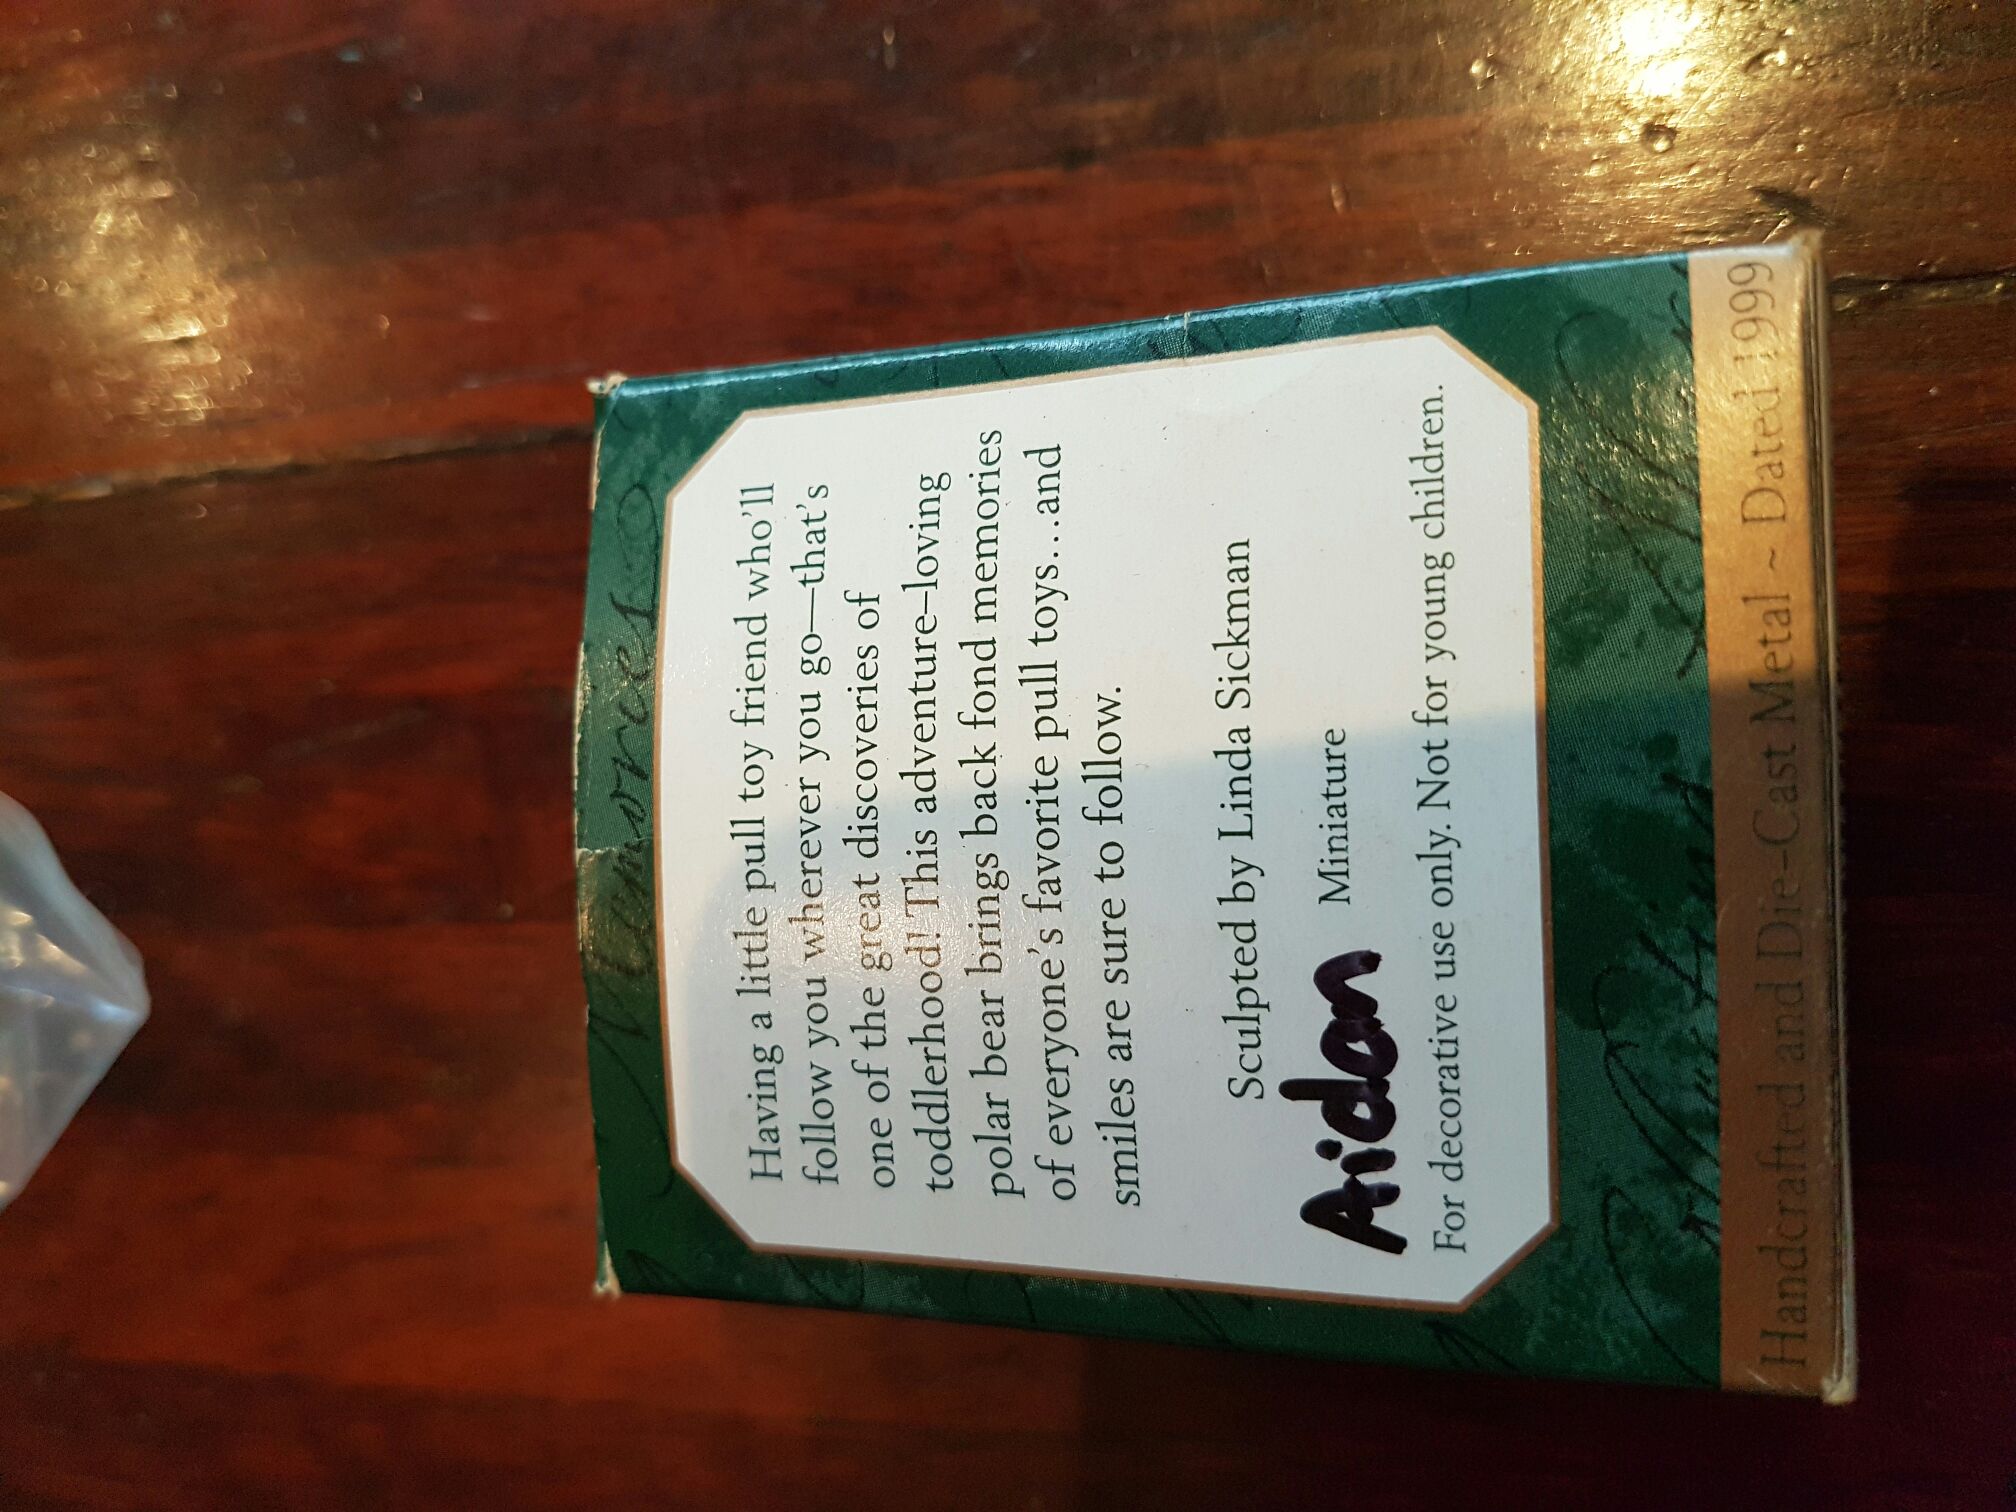 Memories
Having a little pull toy friend who'll
follow you wherever you go—that's
one of the great discoveries of
toddlerhood! This adventure–loving
polar bear brings back fond memories
of everyone's favorite pull toys…and
smiles are sure to follow.
Sculpted by Linda Sickman
Aidan
Miniature
For decorative use only. Not for young children.
Handcrafted and Die-Cast Metal ~ Dated 1999